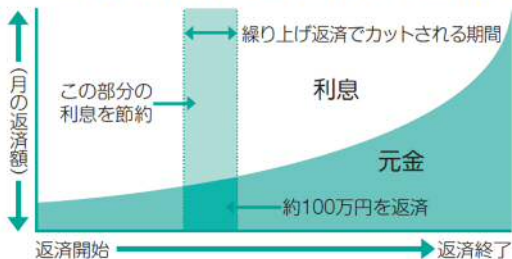 繰り上げ返済でカットされる期間
（月の返済額）
この部分の
利息を節約
利息
元金
約100万円を返済
返済開始
返済終了